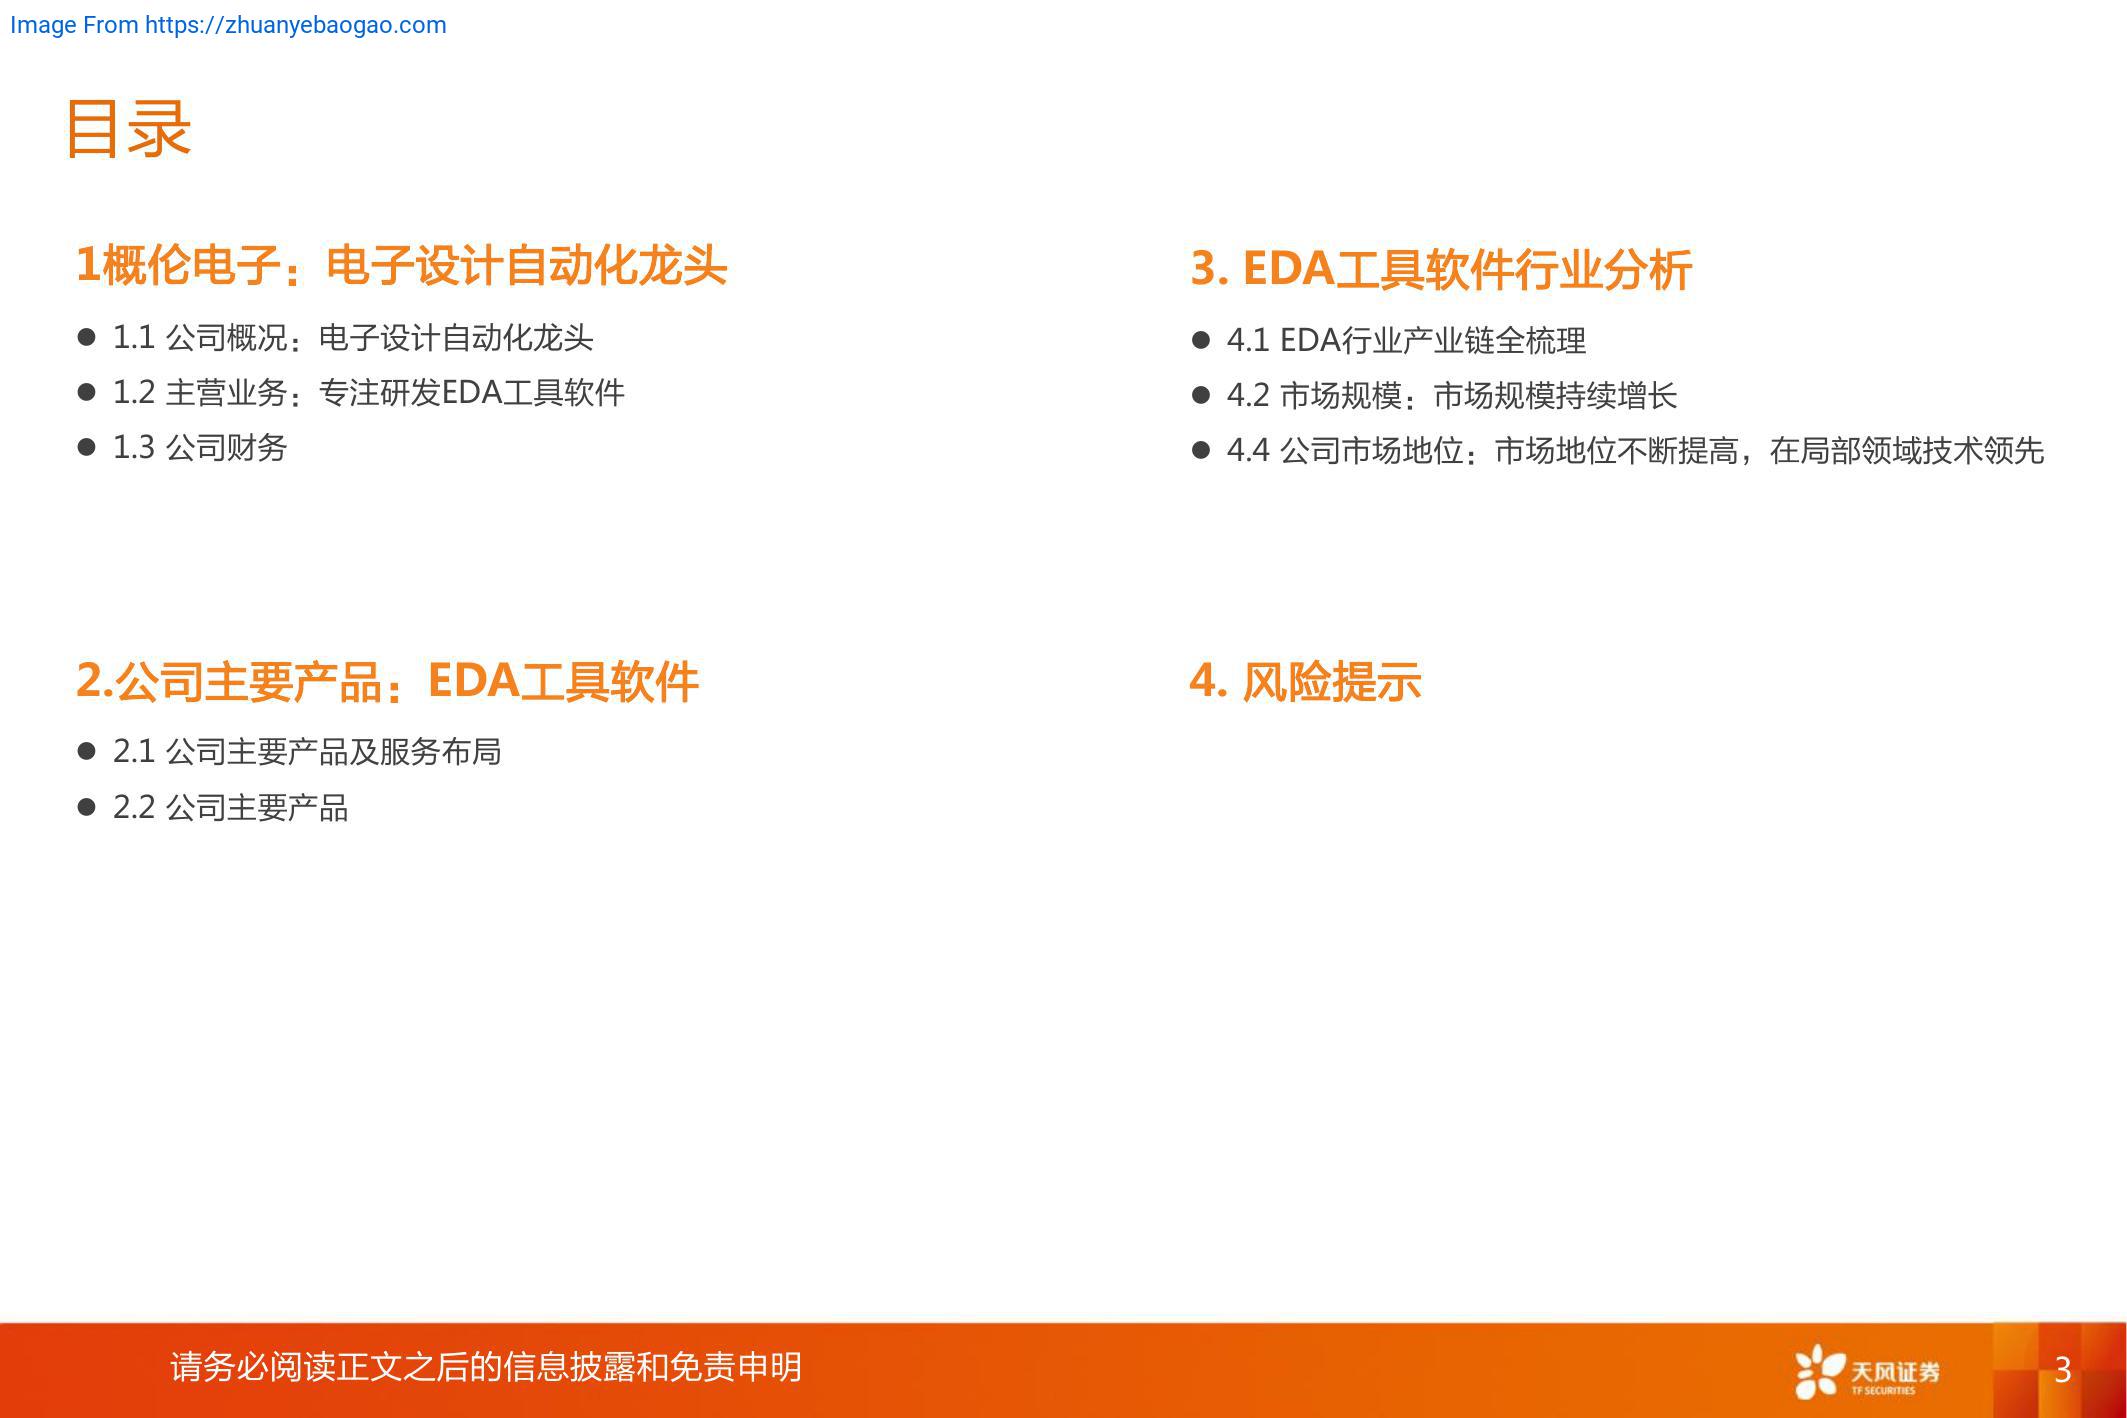 Image From https://zhuanyebaogao.com
目录
1概伦电子：电子设计自动化龙头
● 1.1 公司概况：电子设计自动化龙头
● 1.2 主营业务：专注研发EDA工具软件
● 1.3 公司财务
2.公司主要产品：EDA工具软件
● 2.1 公司主要产品及服务布局
● 2.2 公司主要产品
3. EDA工具软件行业分析
● 4.1 EDA行业产业链全梳理
● 4.2 市场规模：市场规模持续增长
● 4.4 公司市场地位：市场地位不断提高，在局部领域技术领先
4. 风险提示
请务必阅读正文之后的信息披露和免责申明
天风证券
TF SECURITIES
3